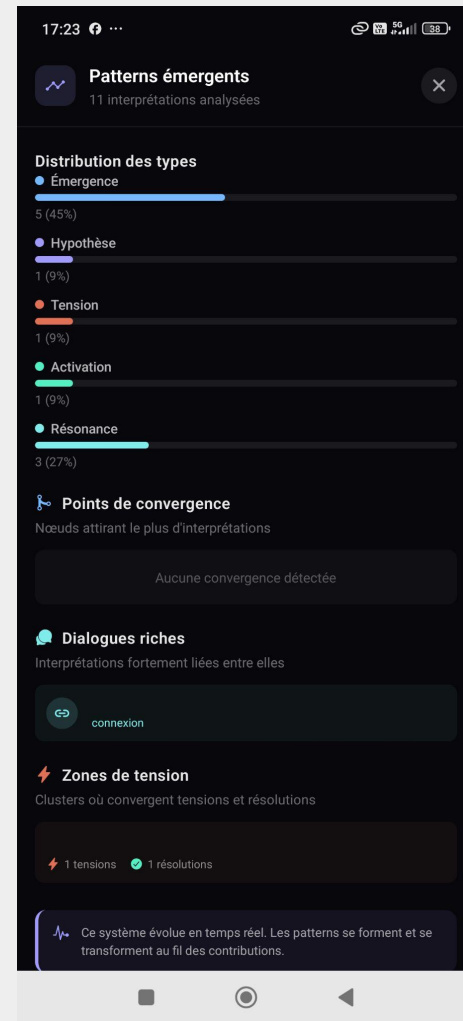 17:23 ...
5G 38
Patterns émergents
11 interprétations analysées
Distribution des types
Émergence
5 (45%)
Hypothèse
1 (9%)
Tension
1 (9%)
Activation
1 (9%)
Résonance
3 (27%)
Points de convergence
Nœuds attirant le plus d'interprétations
Aucune convergence détectée
Dialogues riches
Interprétations fortement liées entre elles
connexion
Zones de tension
Clusters où convergent tensions et résolutions
1 tensions 1 résolutions
Ce système évolue en temps réel. Les patterns se forment et se
transforment au fil des contributions.